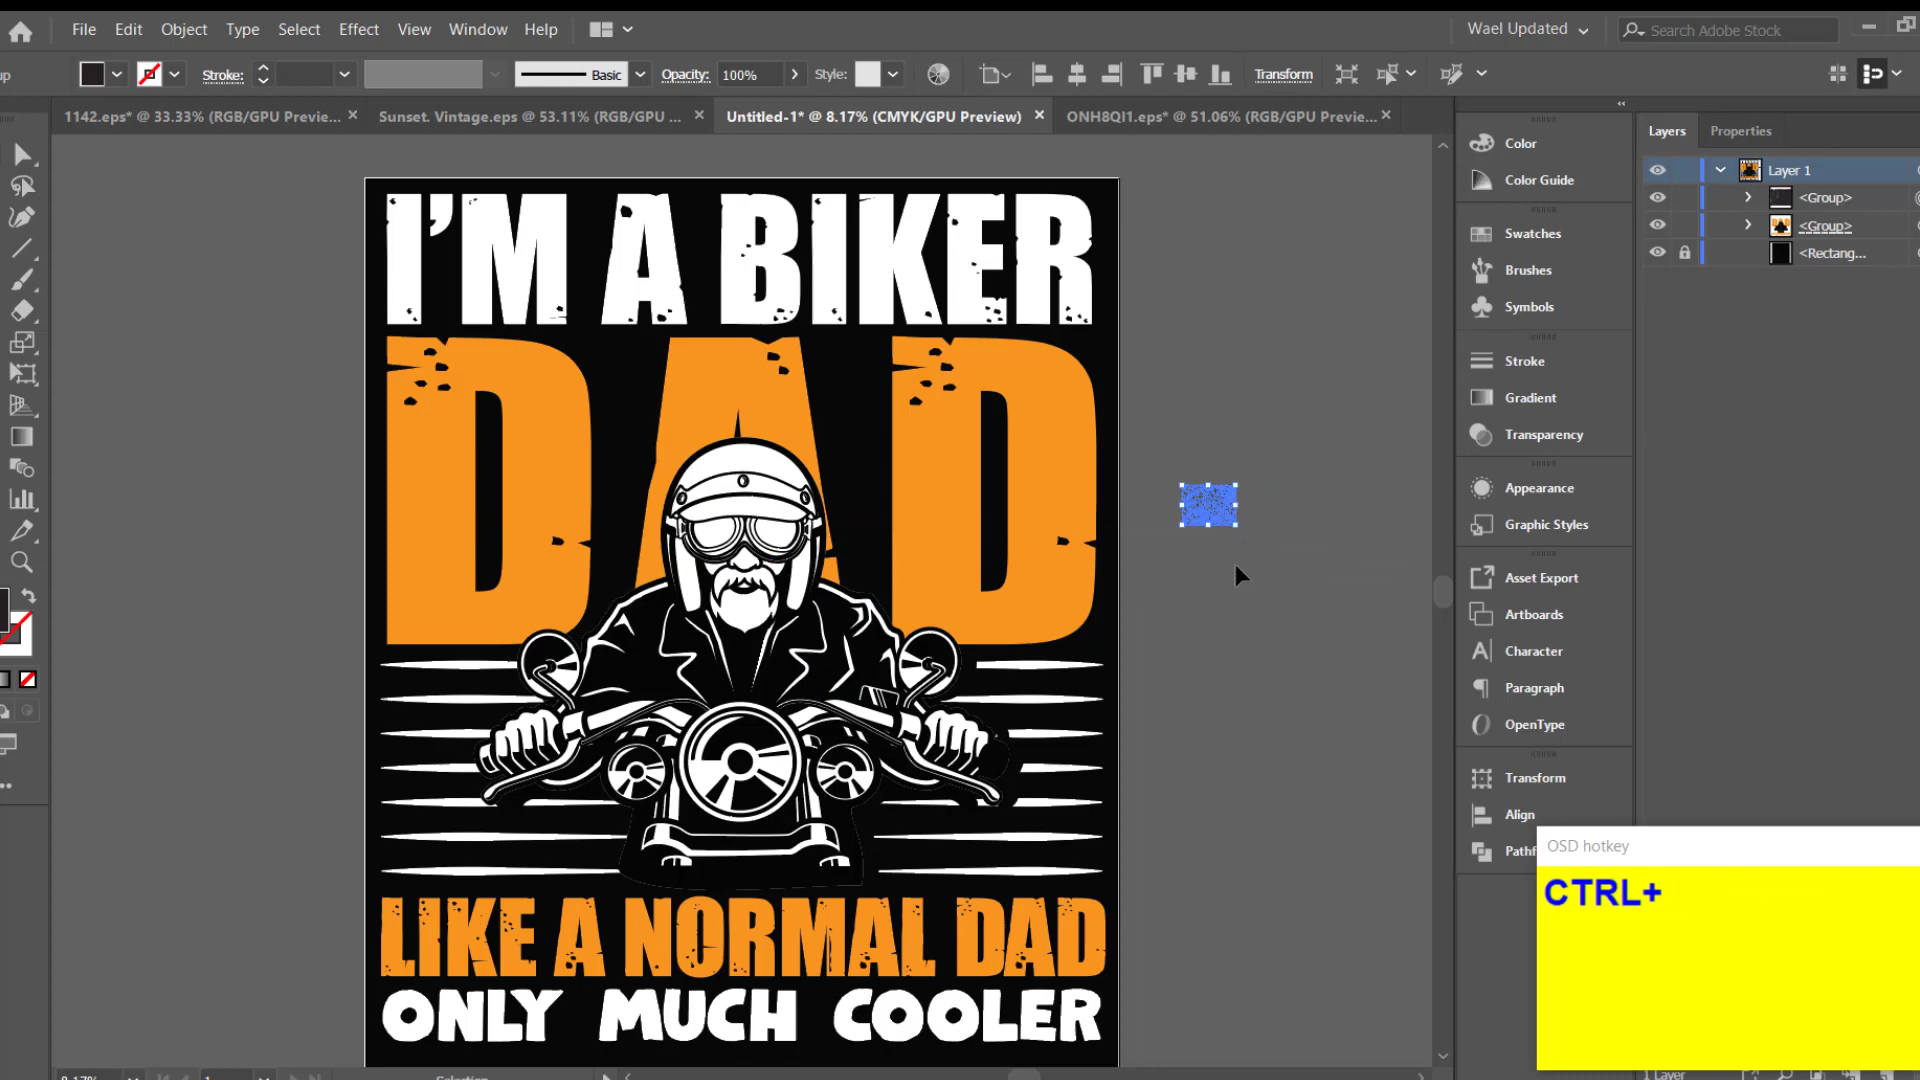 File Edit Object Type Select Effect View Window Help
Wael Updated
Search Adobe Stock
Stroke:
Basic
Opacity: 100%
Style:
Transform
1142.eps* @ 33.33% (RGB/GPU Previe...
Sunset. Vintage.eps @ 53.11% (RGB/GPU ...
Untitled-1* @ 8.17% (CMYK/GPU Preview)
ONH8QI1.eps* @ 51.06% (RGB/GPU Previe...
I'M A BIKER
DAD
LIKE A NORMAL DAD
ONLY MUCH COOLER
Color
Color Guide
Swatches
Brushes
Symbols
Stroke
Gradient
Transparency
Appearance
Graphic Styles
Asset Export
Artboards
Character
Paragraph
OpenType
Transform
Align
Layers Properties
Layer 1
<Group>
<Group>
<Rectang...
OSD hotkey
CTRL+